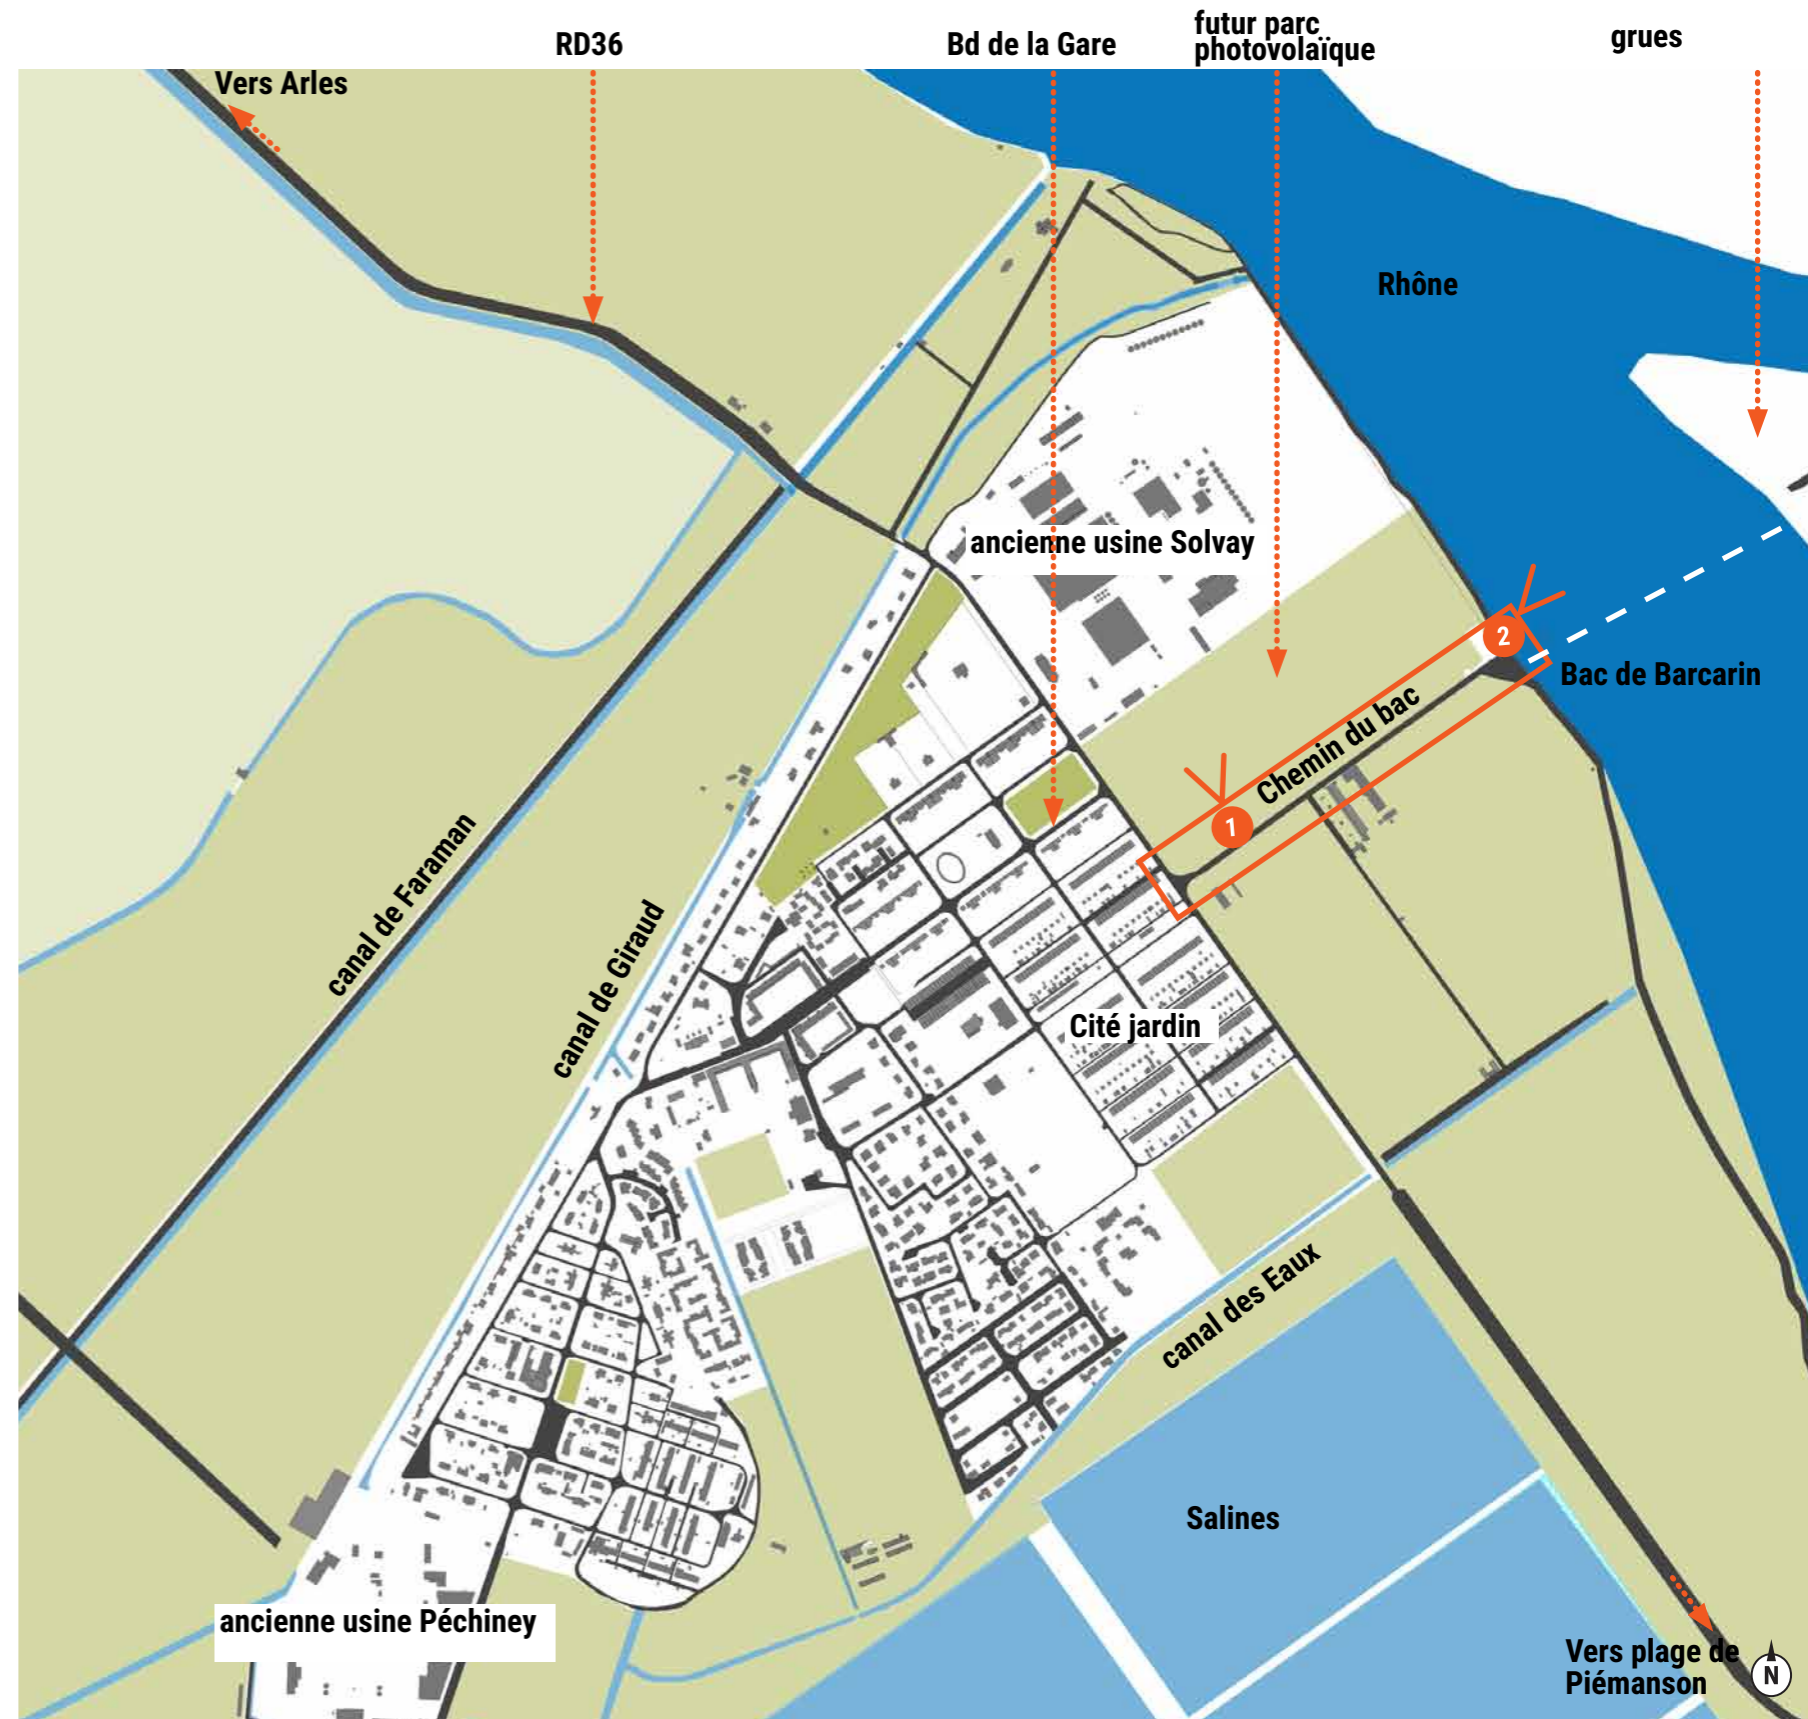 RD36
Bd de la Gare
futur parc
photovolaïque
grues
Vers Arles
Rhône
ancienne usine Solvay
2
Bac de Barcarin
Chemin du bac
1
canal de Faraman
canal de Giraud
Cité jardin
canal des Eaux
Salines
ancienne usine Péchiney
Vers plage de
Piémanson
N